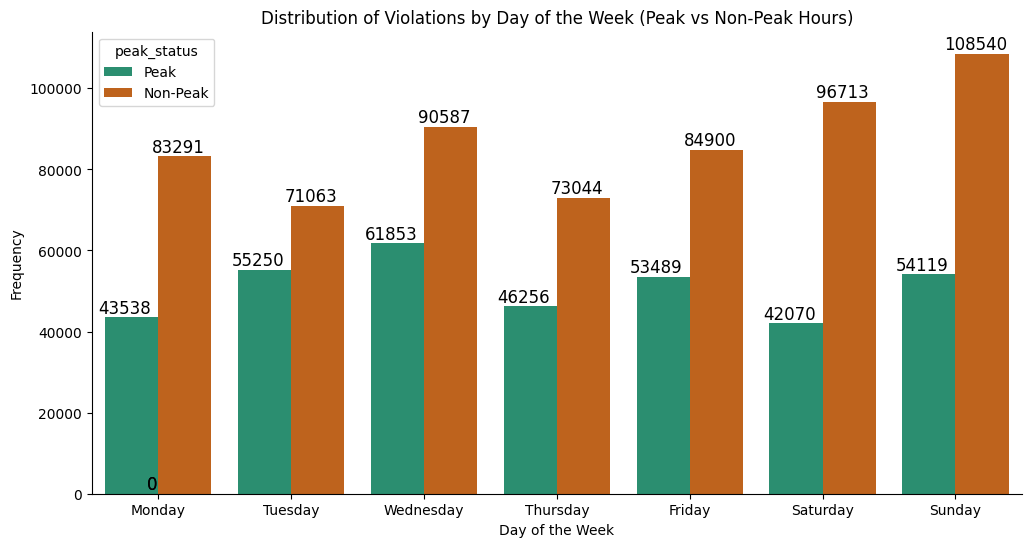 Distribution of Violations by Day of the Week (Peak vs Non-Peak Hours)
peak_status
Peak
Non-Peak
Frequency
100000
80000
60000
40000
20000
0
43538
83291
0
55250
71063
61853
90587
46256
73044
53489
84900
42070
96713
54119
108540
Monday
Tuesday
Wednesday
Thursday
Friday
Saturday
Sunday
Day of the Week